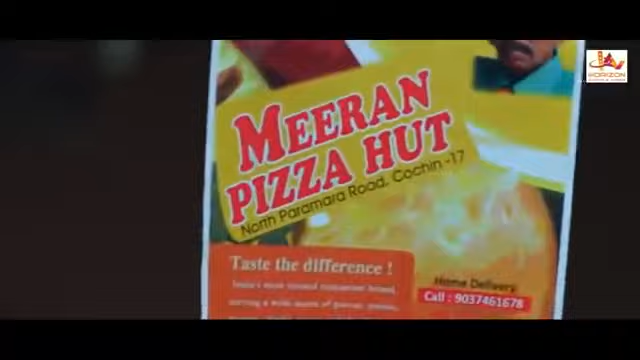 HORIZON
MEERAN
PIZZA HUT
North Paramara Road, Cochin -17
Taste the difference !
Home Delivery
Call : 9037461678